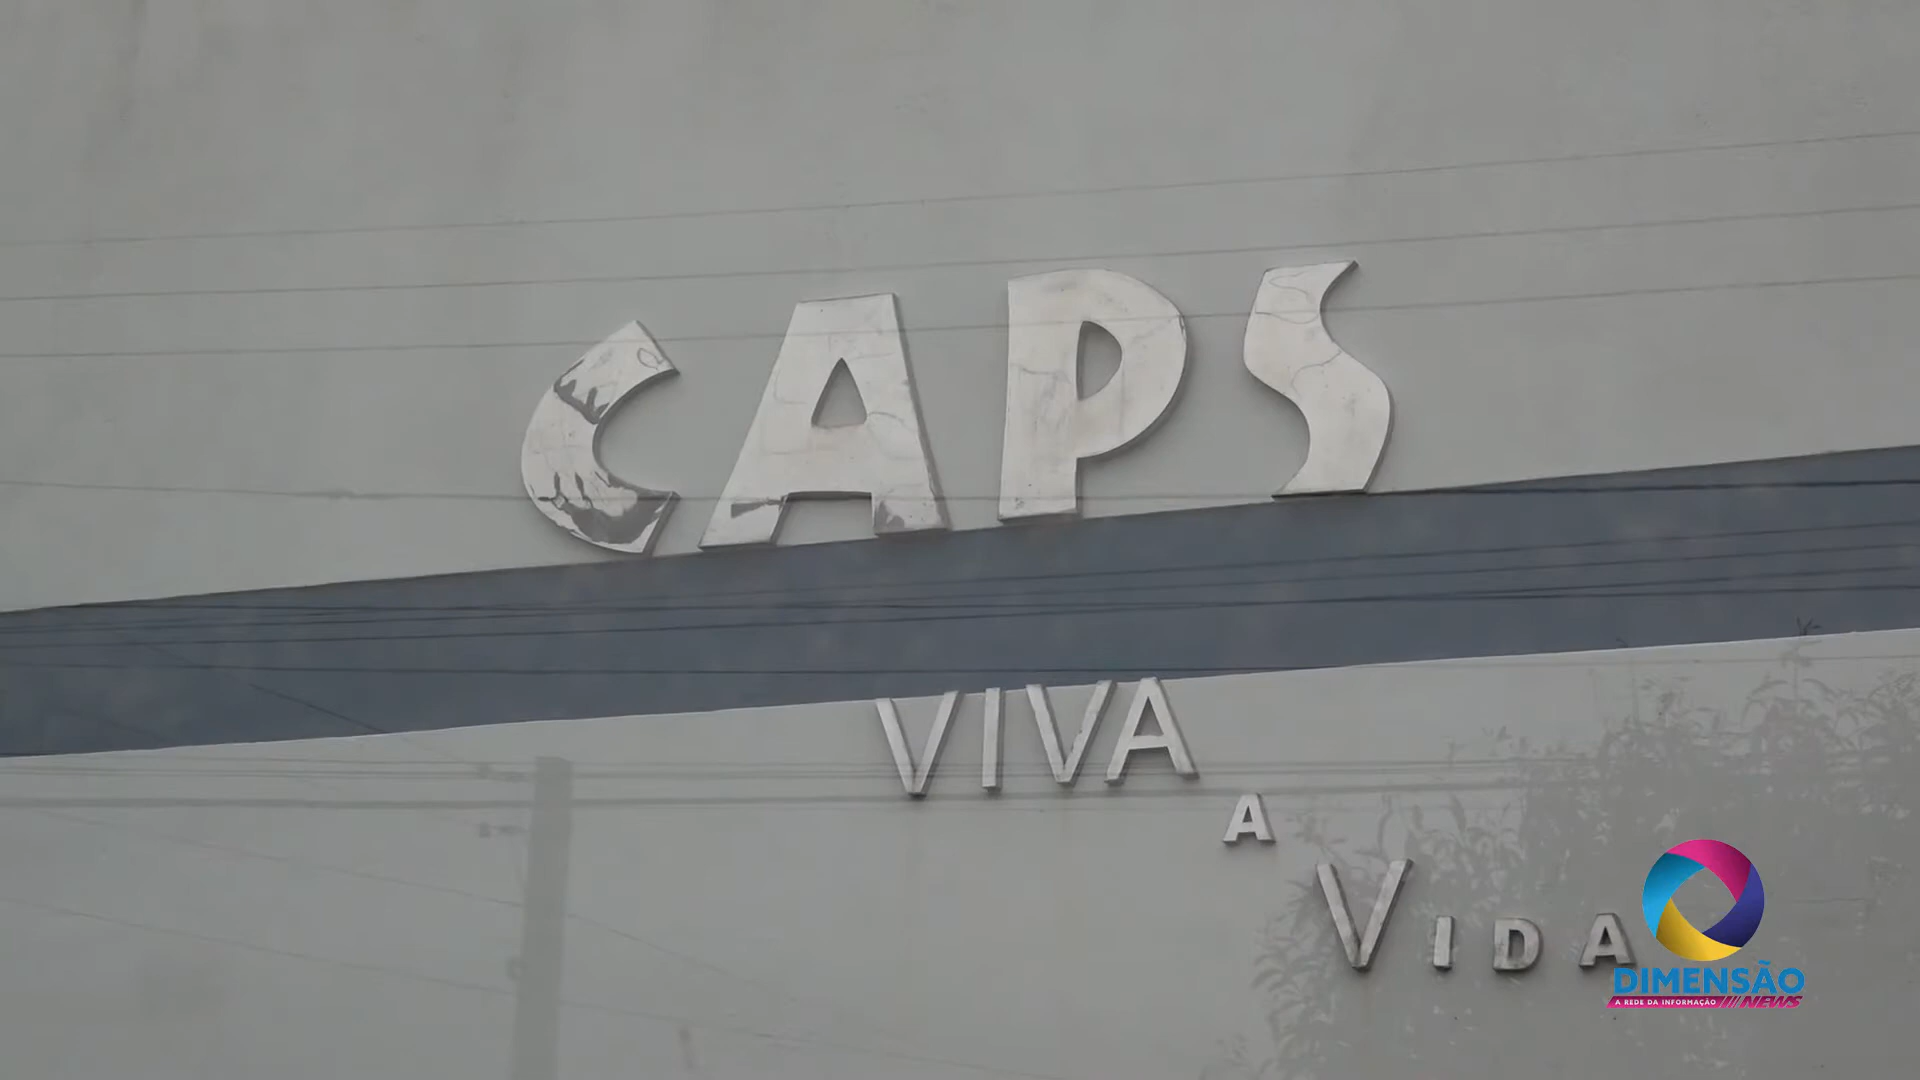 CAPS
VIVA
A
VIDA
DIMENSÃO
A REDE DA INFORMAÇÃO NEWS